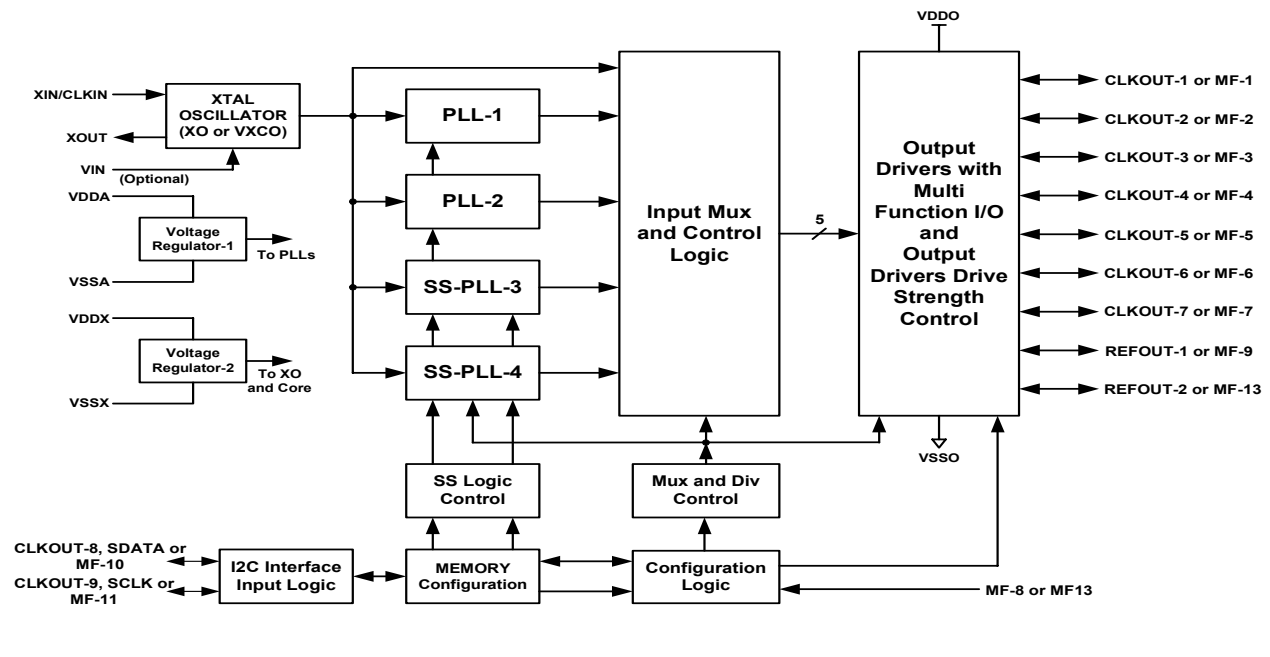 VDDO
XIN/CLKIN
XTAL
OSCILLATOR
(XO or VXCO)
XOUT
VIN
(Optional)
VDDA
Voltage
Regulator-1
To PLLs
VSSA
VDDX
Voltage
Regulator-2
To XO
and Core
VSSX
PLL-1
PLL-2
SS-PLL-3
SS-PLL-4
Input Mux
and Control
Logic
5
Output
Drivers with
Multi
Function I/O
and
Output
Drivers Drive
Strength
Control
CLKOUT-1 or MF-1
CLKOUT-2 or MF-2
CLKOUT-3 or MF-3
CLKOUT-4 or MF-4
CLKOUT-5 or MF-5
CLKOUT-6 or MF-6
CLKOUT-7 or MF-7
REFOUT-1 or MF-9
REFOUT-2 or MF-13
VSSO
SS Logic
Control
Mux and Div
Control
CLKOUT-8, SDATA or
MF-10
CLKOUT-9, SCLK or
MF-11
I2C Interface
Input Logic
MEMORY
Configuration
Configuration
Logic
MF-8 or MF13